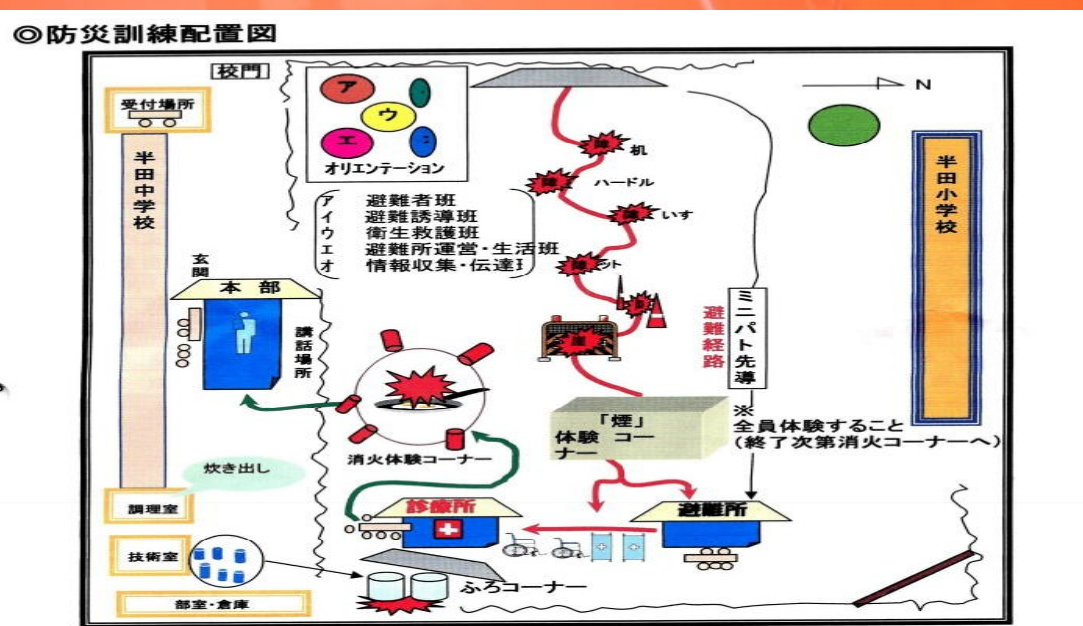 ◎防災訓練配置図
校門
受付場所
半田中学校
ア
ウ
エ
オリエンテーション
ア 避難者班
イ 避難誘導班
ウ 衛生救護班
エ 避難所運営・生活班
オ 情報収集・伝達
N
半田小学校
障 机
障 ハードル
障 いす
障 ット
崖
避難経路
ミニパト先導
玄関
本部
講話場所
消火体験コーナー
「煙」
体験 コー
ナー
※
全員体験すること
(終了次第消火コーナーへ)
炊き出し
調理室
診療所
避難所
技術室
ふろコーナー
部室・倉庫